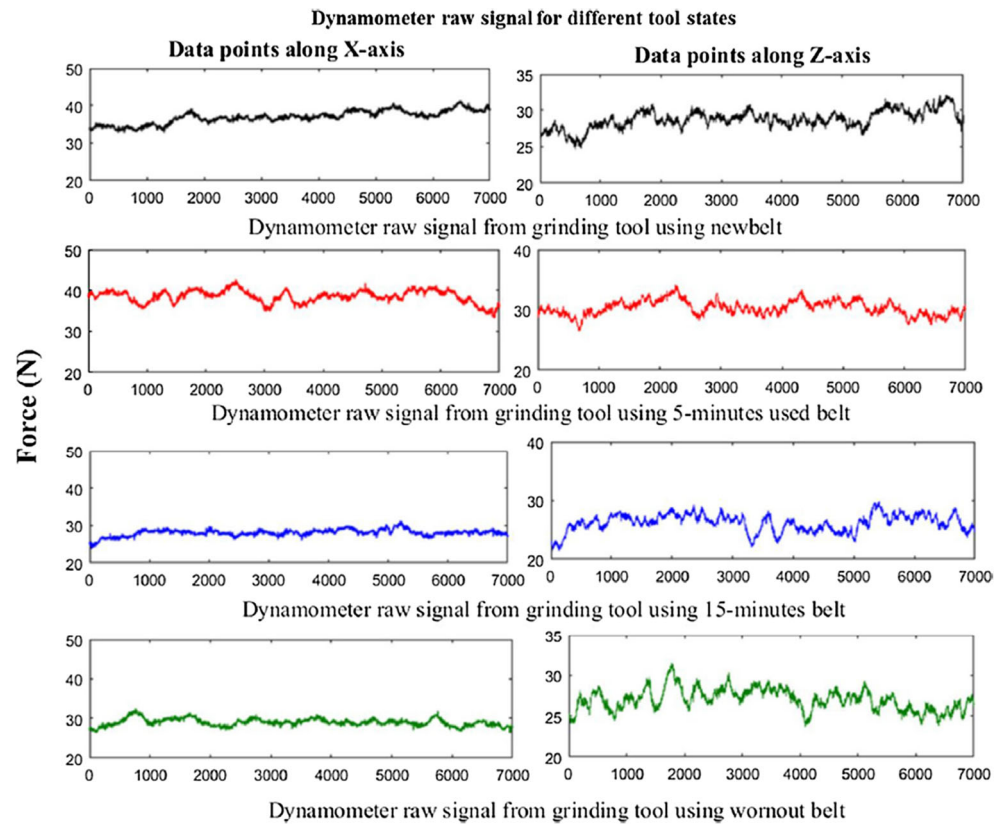 Dynamometer raw signal for different tool states
Data points along X-axis
Data points along Z-axis
50
40
30
20
0 1000 2000 3000 4000 5000 6000 7000
35
30
25
20
0 1000 2000 3000 4000 5000 6000 7000
Dynamometer raw signal from grinding tool using newbelt
50
40
30
20
0 1000 2000 3000 4000 5000 6000 7000
40
30
20
0 1000 2000 3000 4000 5000 6000 7000
Dynamometer raw signal from grinding tool using 5-minutes used belt
Force (N)
50
40
30
20
0 1000 2000 3000 4000 5000 6000 7000
40
30
20
0 1000 2000 3000 4000 5000 6000 7000
Dynamometer raw signal from grinding tool using 15-minutes belt
50
40
30
20
0 1000 2000 3000 4000 5000 6000 7000
35
30
25
20
0 1000 2000 3000 4000 5000 6000 7000
Dynamometer raw signal from grinding tool using wornout belt